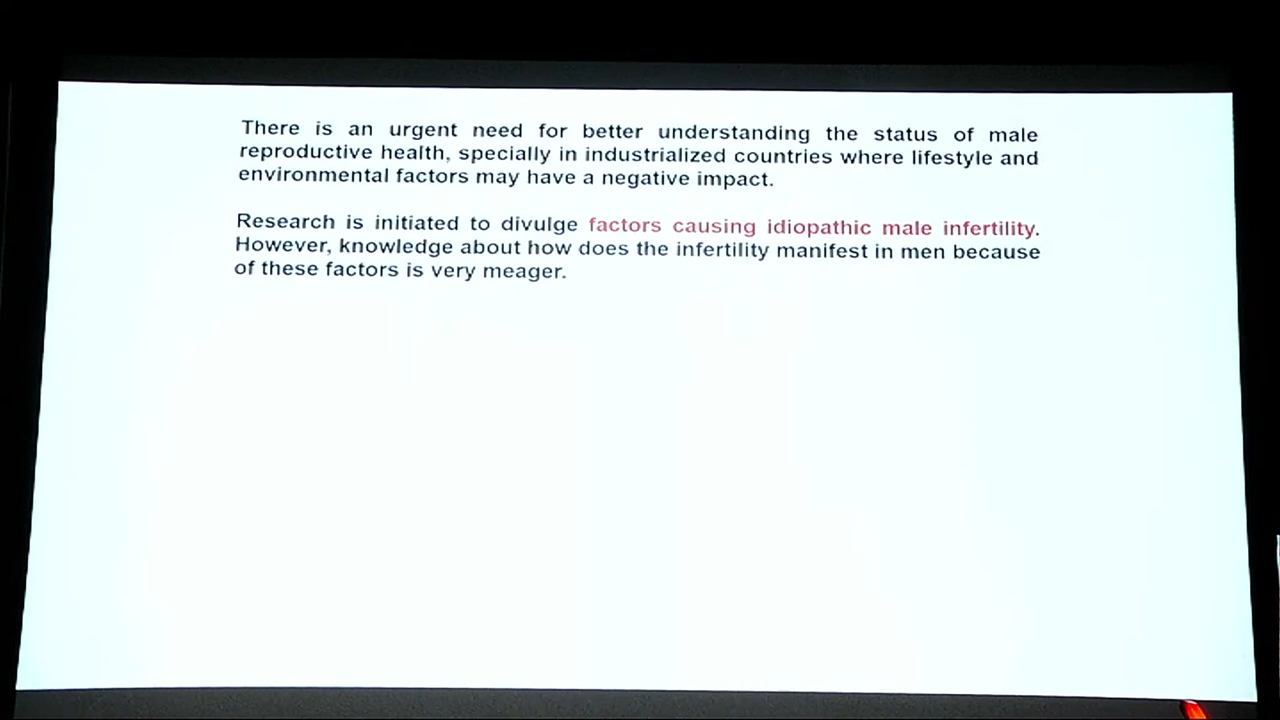 There is an urgent need for better understanding the status of male
reproductive health, specially in industrialized countries where lifestyle and
environmental factors may have a negative impact.
Research is initiated to divulge factors causing idiopathic male infertility.
However, knowledge about how does the infertility manifest in men because
of these factors is very meager.